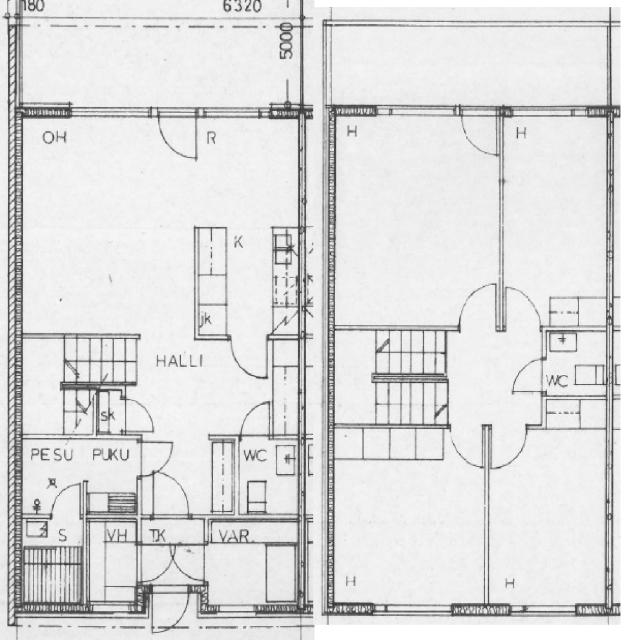 180
6320
5000
OH
R
H
H
K
jk
HALLI
WC
sk
PESU
PUKU
WC
S
VH
TK
VAR.
H
H